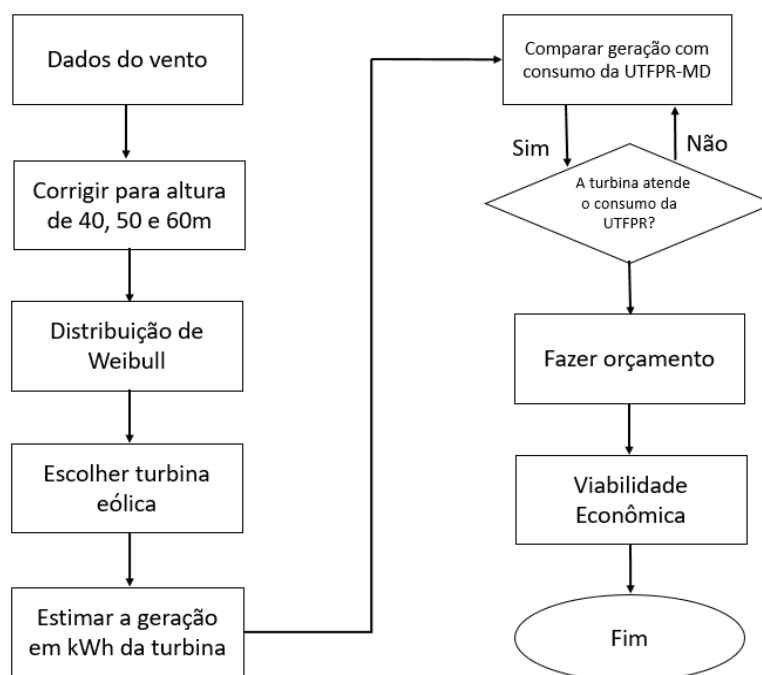 Dados do vento
Corrigir para altura
de 40, 50 e 60m
Distribuição de
Weibull
Escolher turbina
eólica
Estimar a geração
em kWh da turbina
Comparar geração com
consumo da UTFPR-MD
Sim
Não
A turbina atende
o consumo da
UTFPR?
Fazer orçamento
Viabilidade
Econômica
Fim